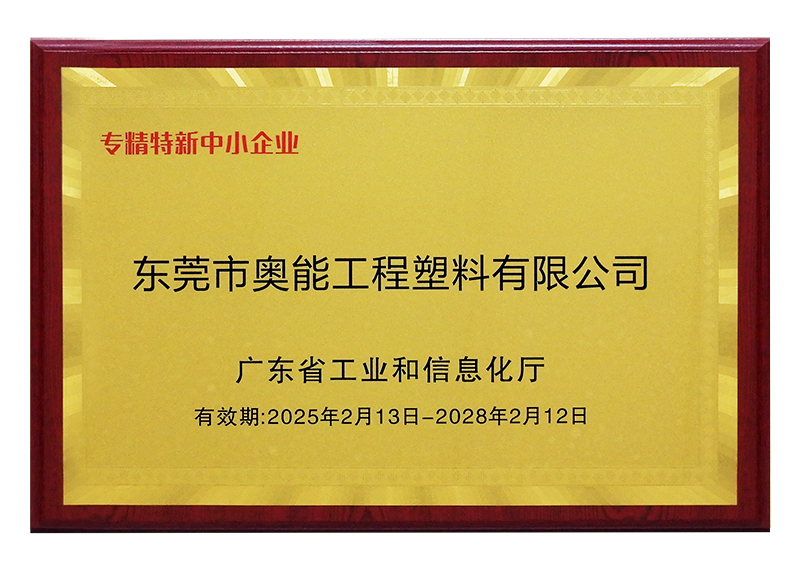 专精特新中小企业
东莞市奥能工程塑料有限公司
广东省工业和信息化厅
有效期:2025年2月13日-2028年2月12日